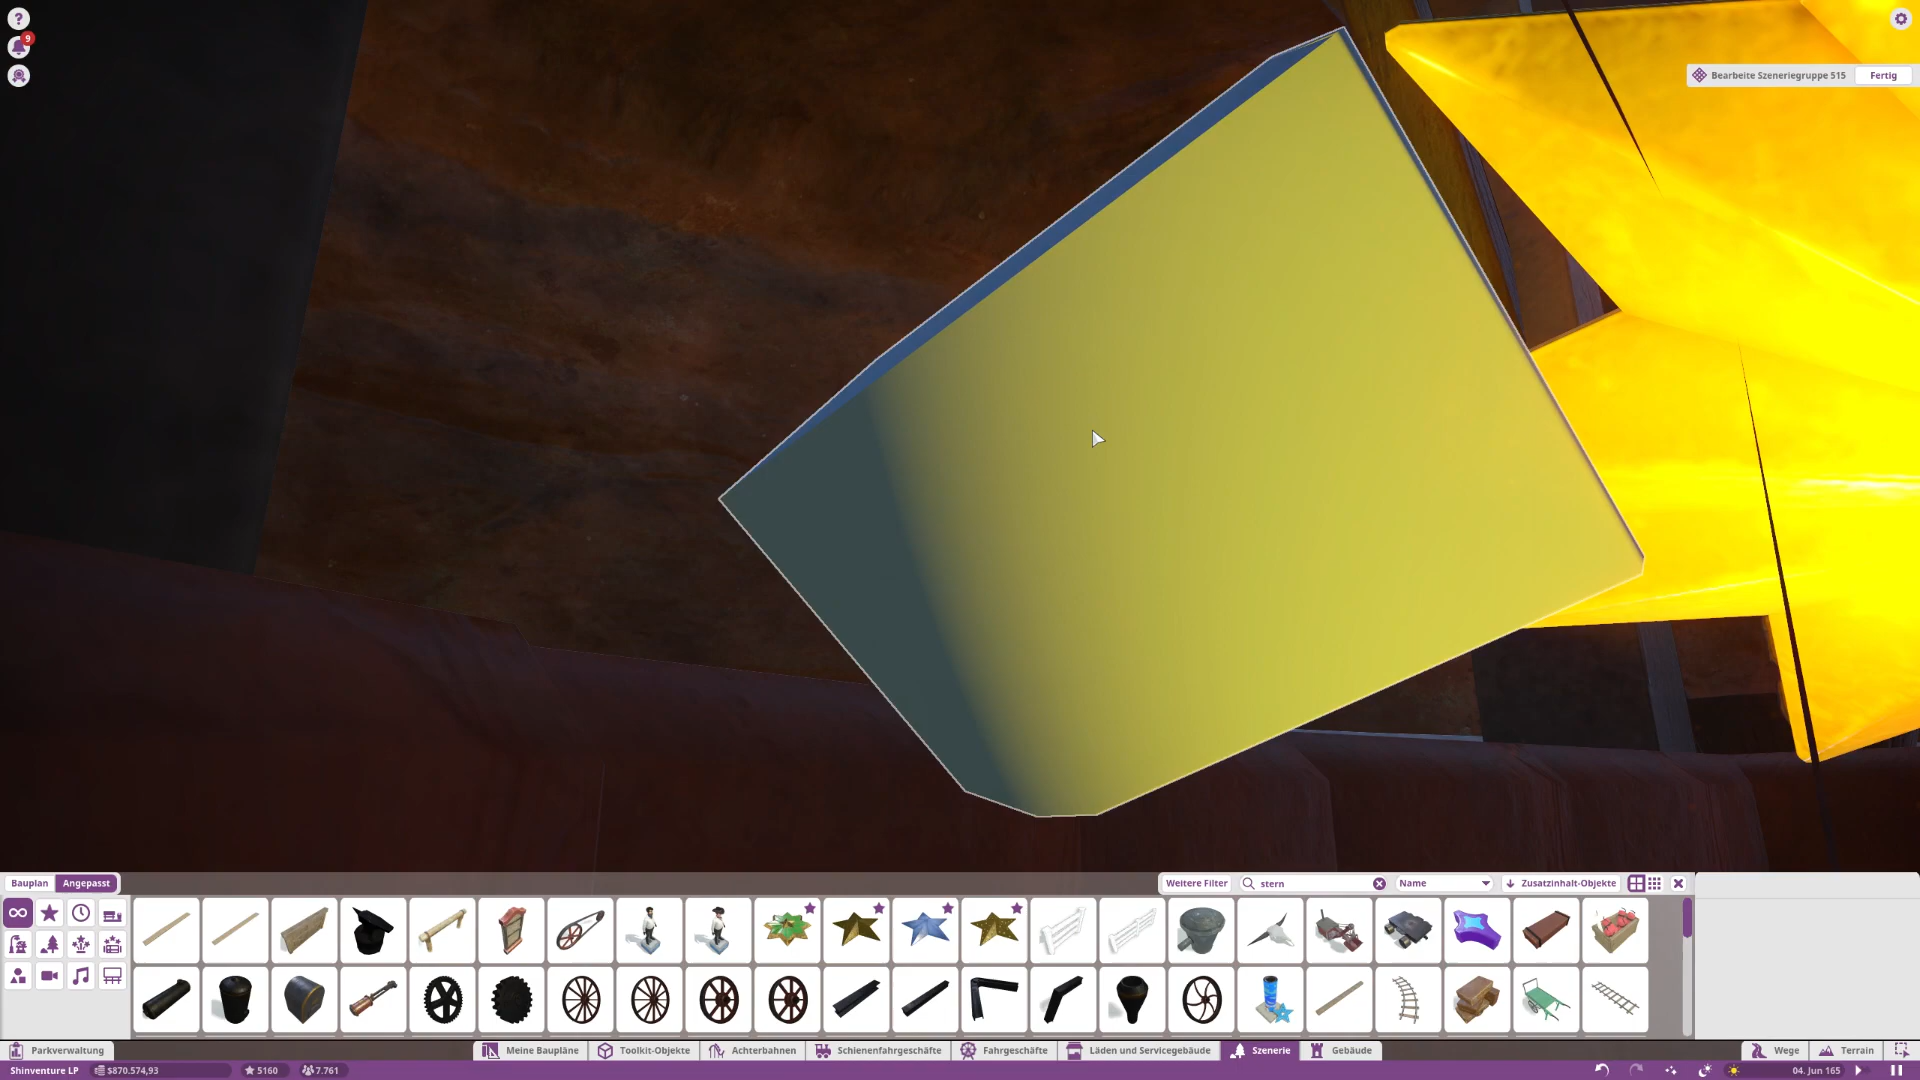 ?
9
Bearbeite Szeneriegruppe 515
Fertig
Bauplan
Angepasst
Weitere Filter
stern
Name
Zusatzinhalt-Objekte
Parkverwaltung
Meine Baupläne
Toolkit-Objekte
Achterbahnen
Schienenfahrgeschäfte
Fahrgeschäfte
Läden und Servicegebäude
Szenerie
Gebäude
Wege
Terrain
Shinventure LP
$870.574,93
5160
7.761
04. Jun 165